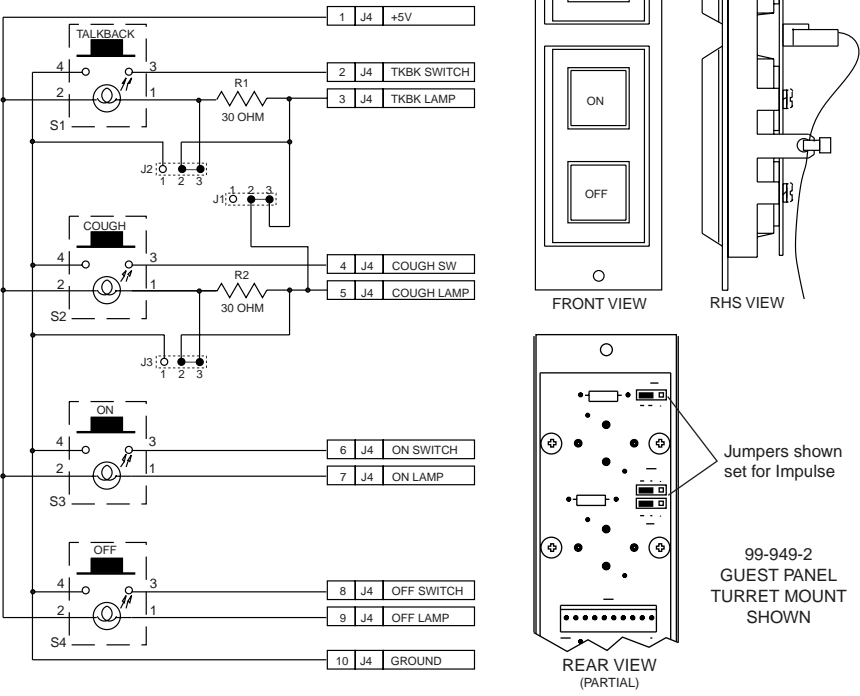 1 J4 +5V
TALKBACK
4 3
2 J4 TKBK SWITCH
2 1
R1
3 J4 TKBK LAMP
30 OHM
S1
J2
1 2 3
J1
1 2 3
COUGH
4 3
4 J4 COUGH SW
2 1
R2
5 J4 COUGH LAMP
30 OHM
S2
J3
1 2 3
ON
4 3
6 J4 ON SWITCH
2 1
7 J4 ON LAMP
S3
OFF
4 3
8 J4 OFF SWITCH
2 1
9 J4 OFF LAMP
S4
10 J4 GROUND
ON
OFF
FRONT VIEW
RHS VIEW
Jumpers shown
set for Impulse
99-949-2
GUEST PANEL
TURRET MOUNT
SHOWN
REAR VIEW
(PARTIAL)